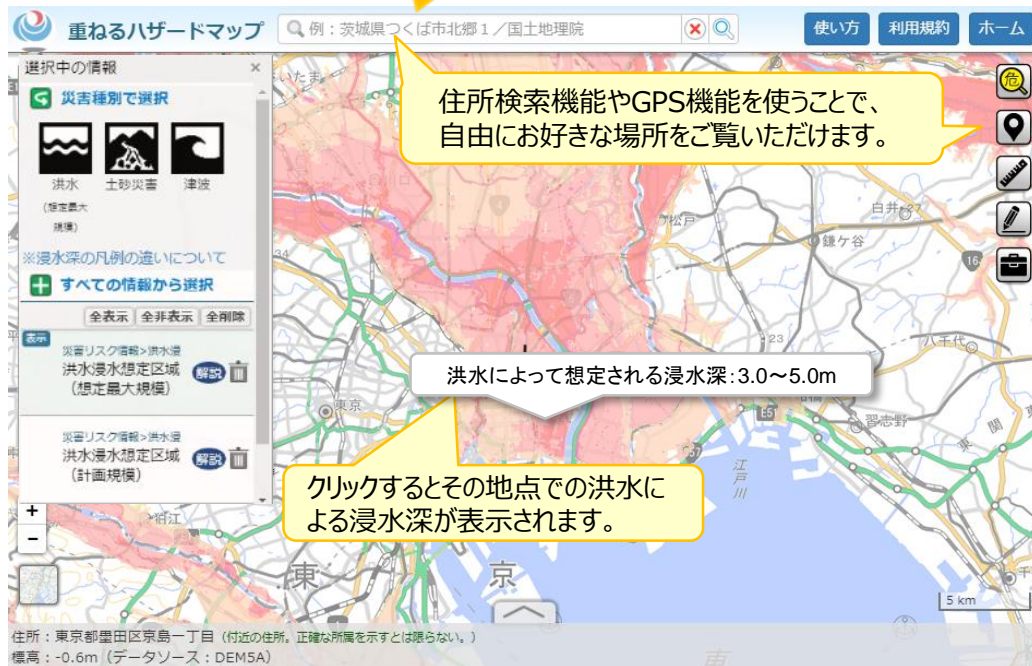 重ねるハザードマップ
例：茨城県つくば市北郷１／国土地理院
使い方
利用規約
ホーム
選択中の情報
×
災害種別で選択
洪水
土砂災害
津波
(想定最大
規模)
※浸水深の凡例の違いについて
すべての情報から選択
全表示
全非表示
全削除
表示
災害リスク情報>洪水浸
洪水浸水想定区域
(想定最大規模)
解説
災害リスク情報>洪水浸
洪水浸水想定区域
(計画規模)
解説
住所検索機能やGPS機能を使うことで、
自由にお好きな場所をご覧いただけます。
危
いたま
松戸
白井
鎌ケ谷
16
23
八千代
洪水によって想定される浸水深：3.0～5.0m
東京
E51
習志野
357
江戸川
クリックするとその地点での洪水に
よる浸水深が表示されます。
+
−
狛江
東
京
東
5 km
住所：東京都墨田区京島一丁目 (付近の住所。正確な所属を示すとは限らない。)
標高：-0.6m (データソース：DEM5A)